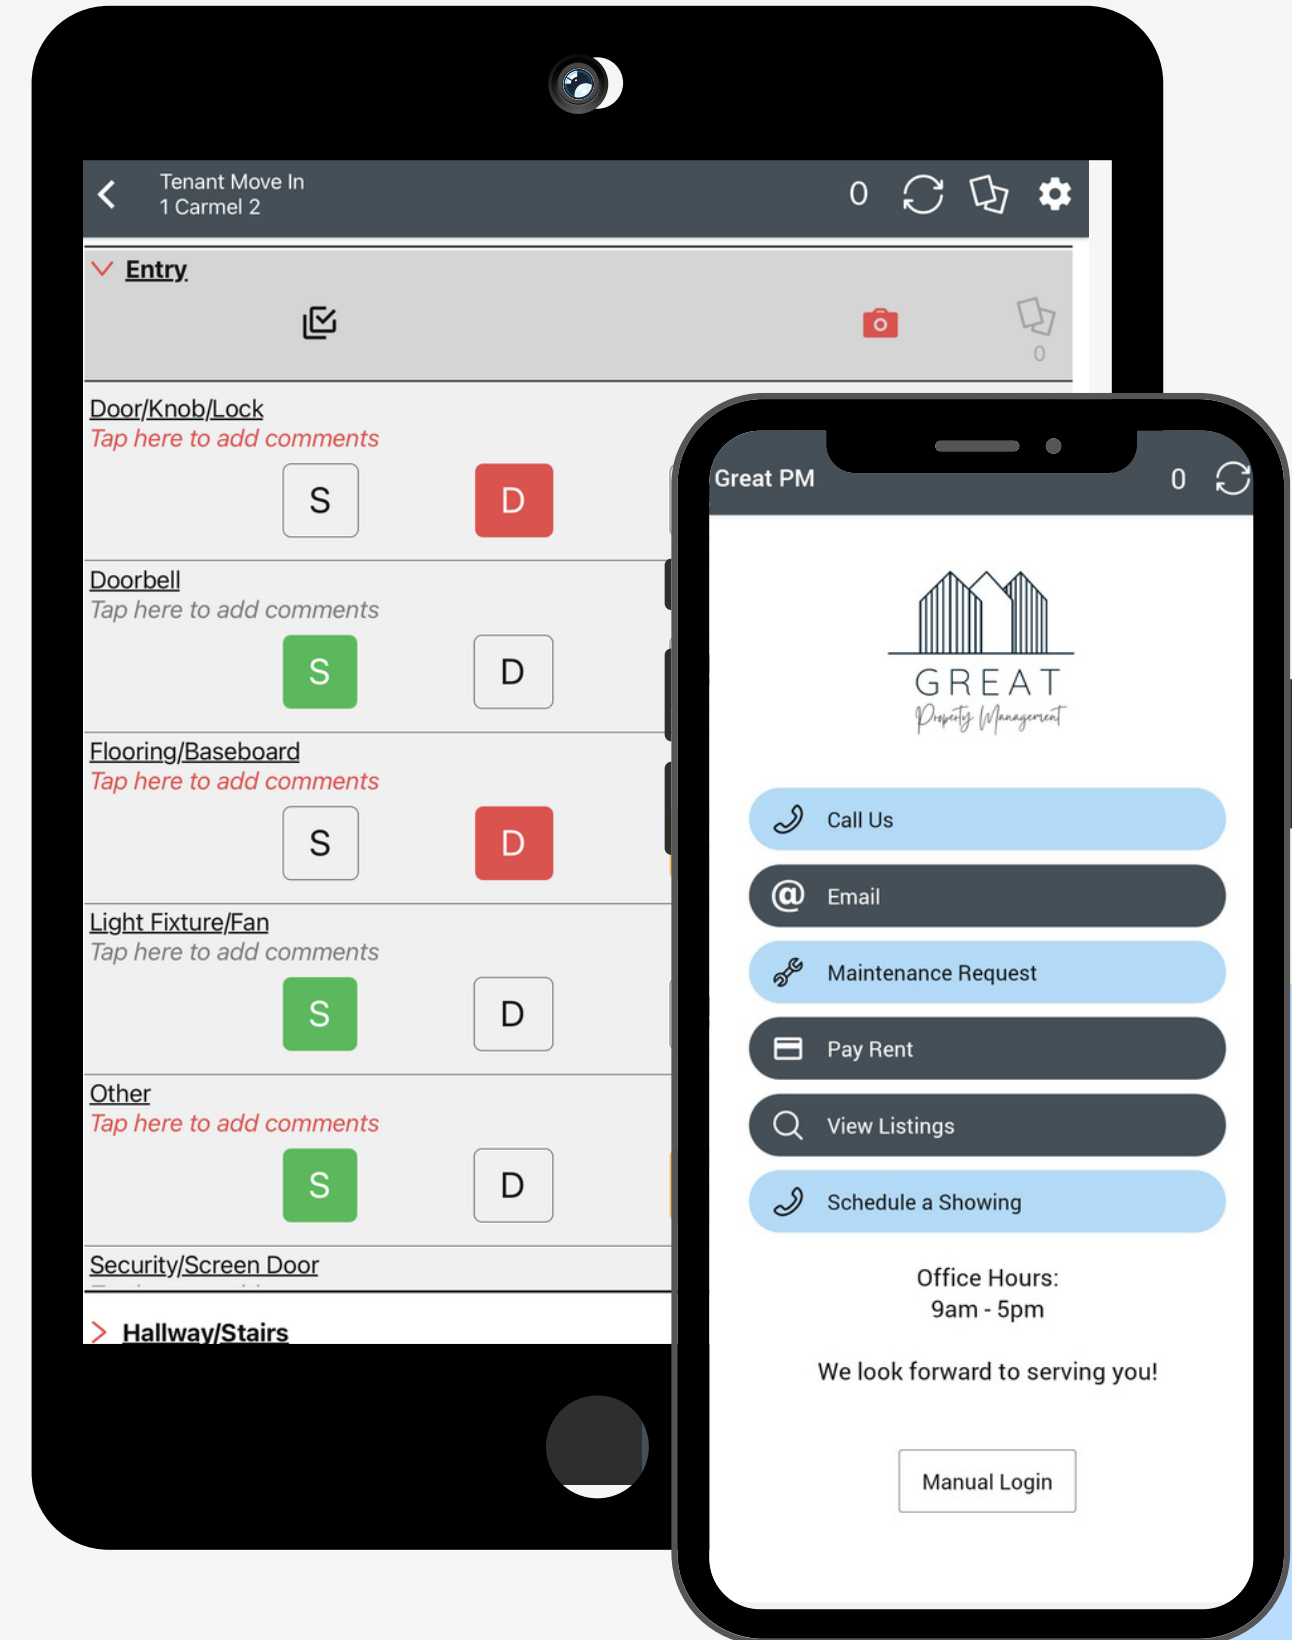 Tenant Move In
1 Carmel 2
0
Entry
0
Door/Knob/Lock
Tap here to add comments
S D
Doorbell
Tap here to add comments
S D
Flooring/Baseboard
Tap here to add comments
S D
Light Fixture/Fan
Tap here to add comments
S D
Other
Tap here to add comments
S D
Security/Screen Door
Hallway/Stairs
Great PM 0
GREAT
Property Management
Call Us
@ Email
Maintenance Request
Pay Rent
View Listings
Schedule a Showing
Office Hours:
9am - 5pm
We look forward to serving you!
Manual Login